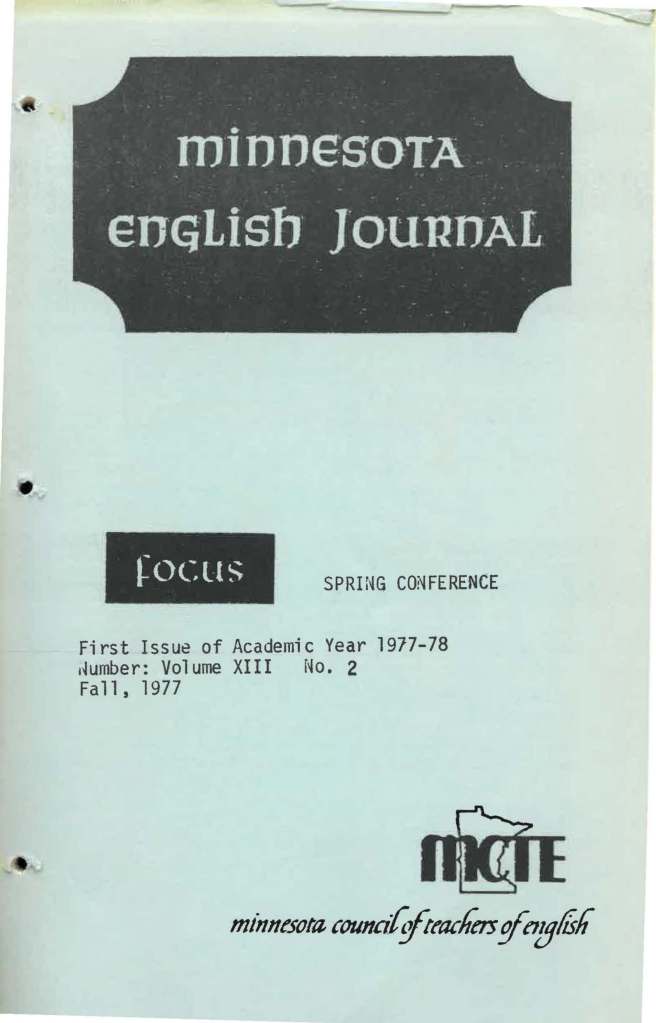 minnesota
english journal
focus
SPRING CONFERENCE
First Issue of Academic Year 1977-78
Number: Volume XIII No. 2
Fall, 1977
MCTE
minnesota council of teachers of english